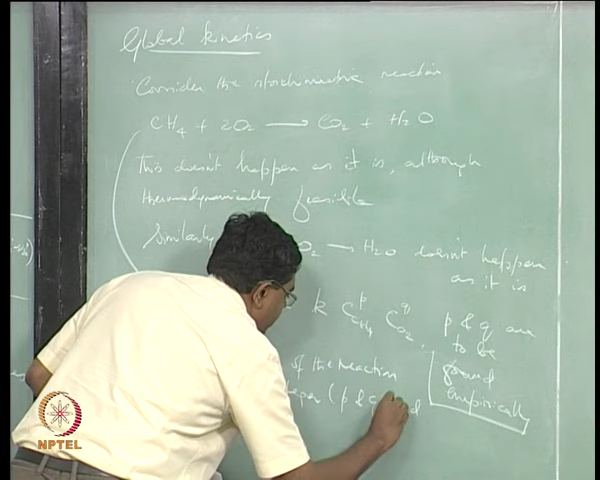 Global kinetics
Consider the stoichiometric reaction
CH4 + 2O2 → CO2 + H2O
This doesn't happen as it is, although
thermodynamically feasible
Similarly O2 → H2O doesn't happen
as it is
k C^p_CH4 C^q_O2 . p & q are
to be
found
empirically
of the reaction
(p & q
NPTEL